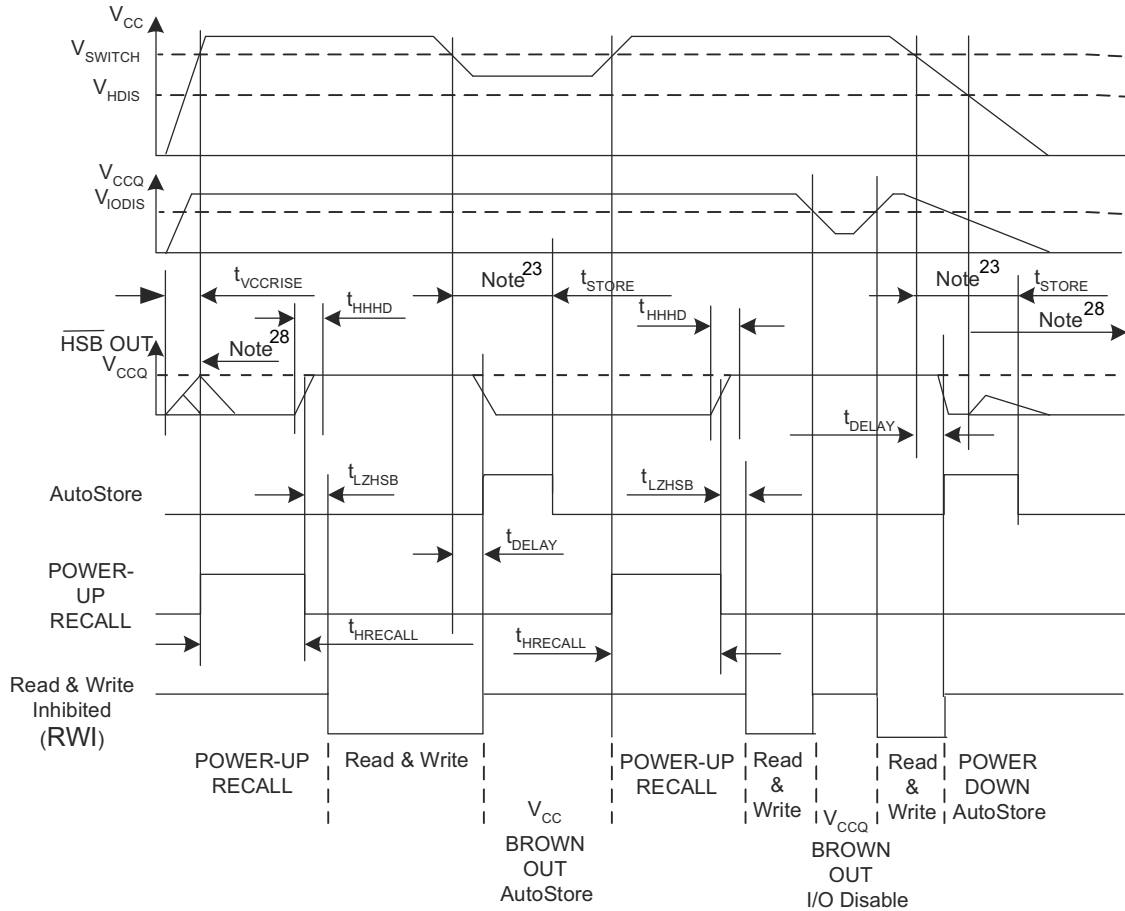 VCC
VSWITCH
VHDIS
VCCQ
VIODIS
tVCCRISE
Note23
tSTORE
Note23
tSTORE
tHHHD
tHHHD
Note28
HSB OUT
Note28
VCCQ
tDELAY
tLZHSB
tLZHSB
AutoStore
tDELAY
POWER-
UP
RECALL
tHRECALL
tHRECALL
Read & Write
Inhibited
(RWI)
POWER-UP
RECALL
Read & Write
VCC
BROWN
OUT
AutoStore
POWER-UP
RECALL
Read
&
Write
VCCQ
BROWN
OUT
I/O Disable
Read
&
Write
POWER
DOWN
AutoStore